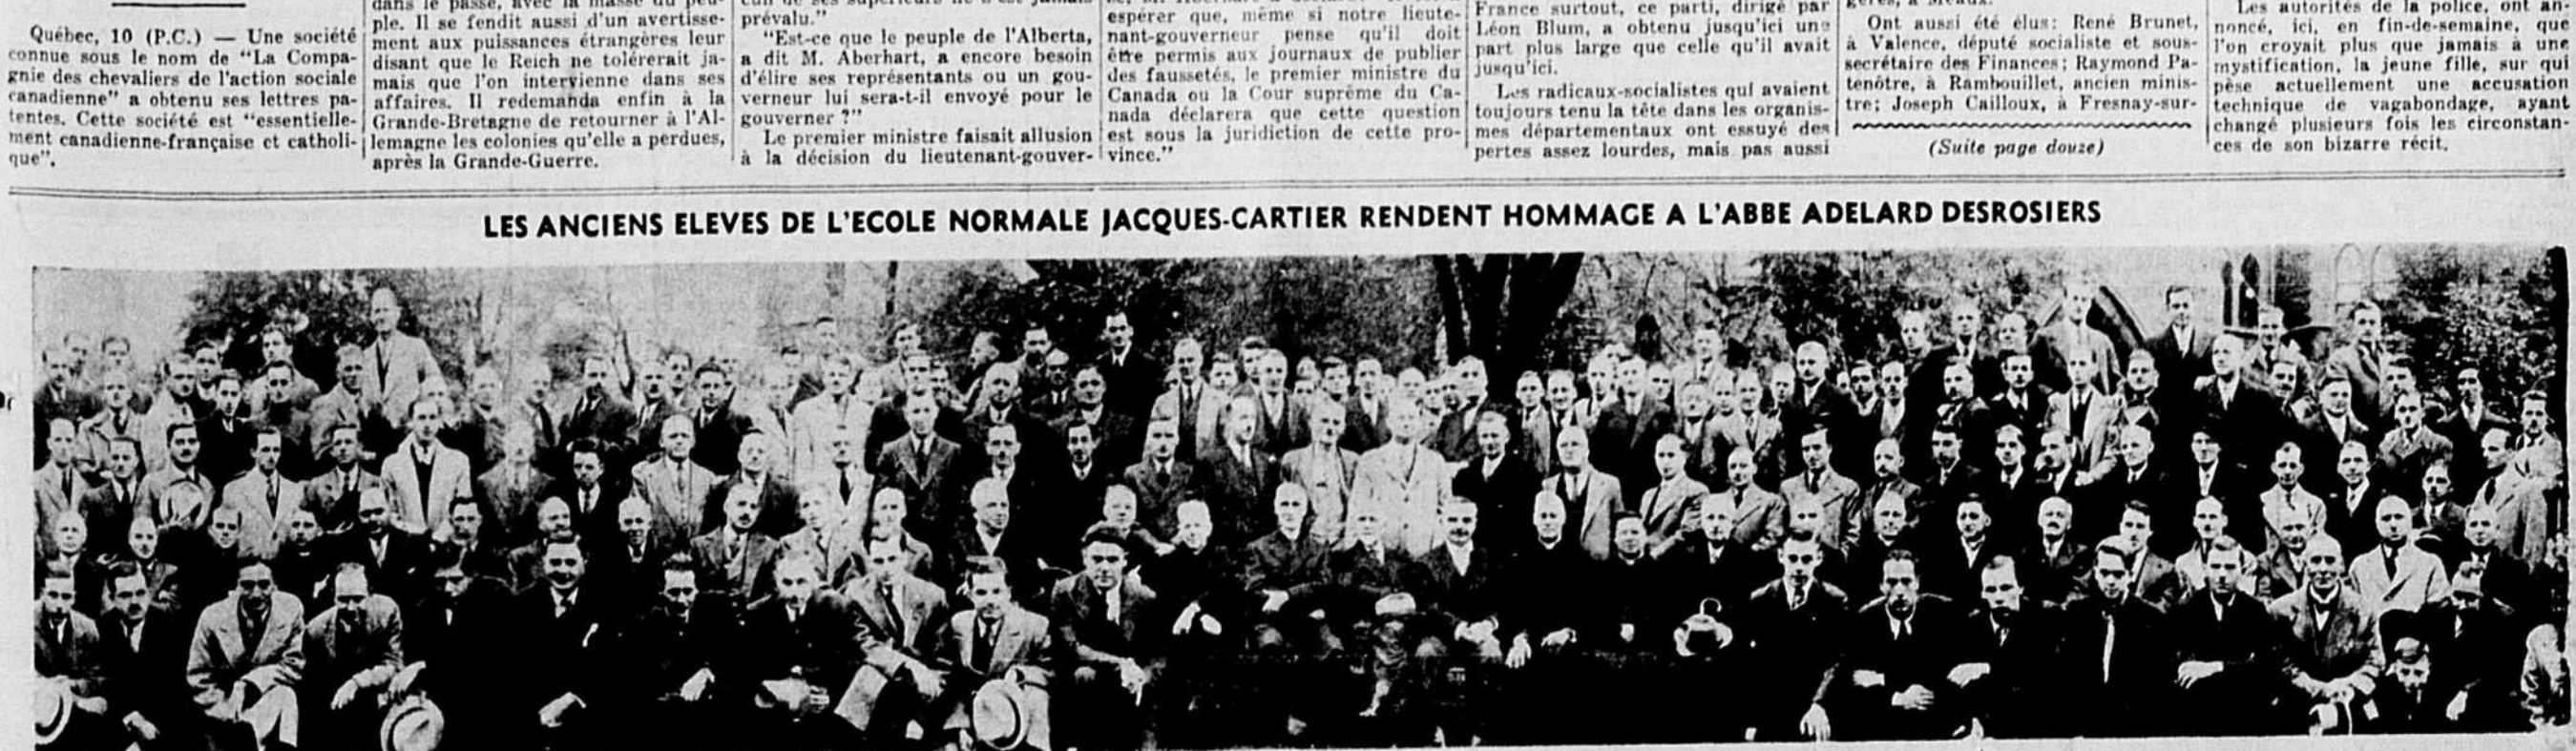 Québec, 10 (P.C.) — Une société
connue sous le nom de "La Compa-
gnie des chevaliers de l'action sociale
canadienne" a obtenu ses lettres pa-
tentes. Cette société est "essentielle-
ment canadienne-française et catholi-
que".
dans le passé, avec la masse du peu-
ple. Il se fendit aussi d'un avertisse-
ment aux puissances étrangères leur
disant que le Reich ne tolérerait ja-
mais que l'on intervienne dans ses
affaires. Il redemanda enfin à la
Grande-Bretagne de retourner à l'Al-
lemagne les colonies qu'elle a perdues,
après la Grande-Guerre.
prévalu."
"Est-ce que le peuple de l'Alberta,
a dit M. Aberhart, a encore besoin
d'élire ses représentants ou un gou-
verneur lui sera-t-il envoyé pour le
gouverner ?"
Le premier ministre faisait allusion
à la décision du lieutenant-gouver-
espérer que, même si notre lieute-
nant-gouverneur pense qu'il doit
être permis aux journaux de publier
des faussetés, le premier ministre du
Canada ou la Cour suprême du Ca-
nada déclarera que cette question
est sous la juridiction de cette pro-
vince."
France surtout, ce parti, dirigé par
Léon Blum, a obtenu jusqu'ici une
part plus large que celle qu'il avait
jusqu'ici.
Les radicaux-socialistes qui avaient
toujours tenu la tête dans les organis-
mes départementaux ont essuyé des
pertes assez lourdes, mais pas aussi
Ont aussi été élus: René Brunet,
à Valence, député socialiste et sous-
secrétaire des Finances; Raymond Pa-
tenôtre, à Rambouillet, ancien minis-
tre; Joseph Cailloux, à Fresnay-sur-
(Suite page douze)
Les autorités de la police, ont an-
noncé, ici, en fin-de-semaine, que
l'on croyait plus que jamais à une
mystification, la jeune fille, sur qui
pèse actuellement une accusation
technique de vagabondage, ayant
changé plusieurs fois les circonstan-
ces de son bizarre récit.
LES ANCIENS ELEVES DE L'ECOLE NORMALE JACQUES-CARTIER RENDENT HOMMAGE A L'ABBE ADELARD DESROSIERS